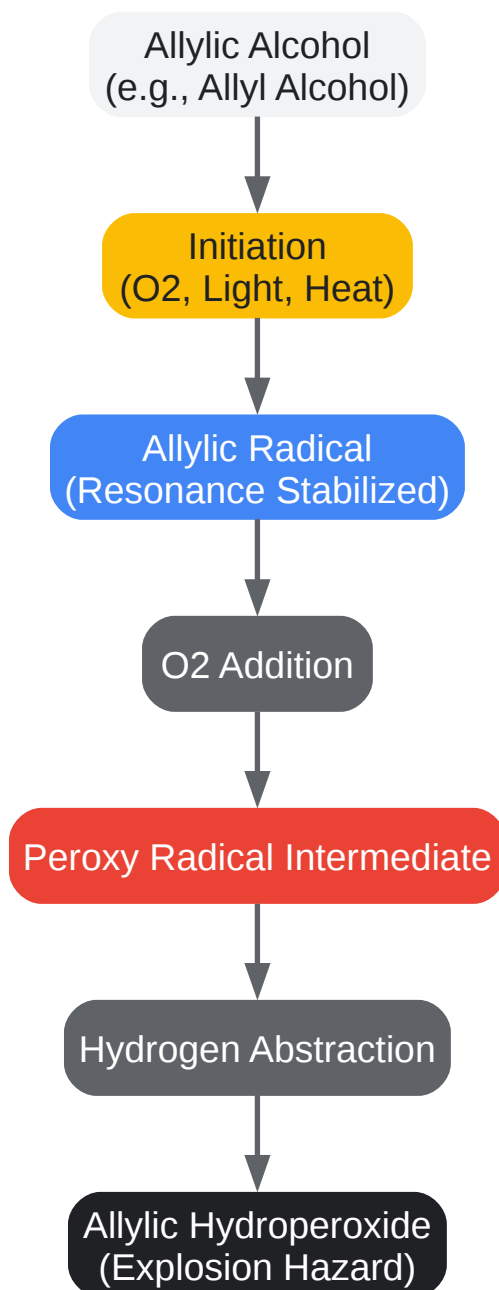 Allylic Alcohol
(e.g., Allyl Alcohol)
Initiation
(O2, Light, Heat)
Allylic Radical
(Resonance Stabilized)
O2 Addition
Peroxy Radical Intermediate
Hydrogen Abstraction
Allylic Hydroperoxide
(Explosion Hazard)